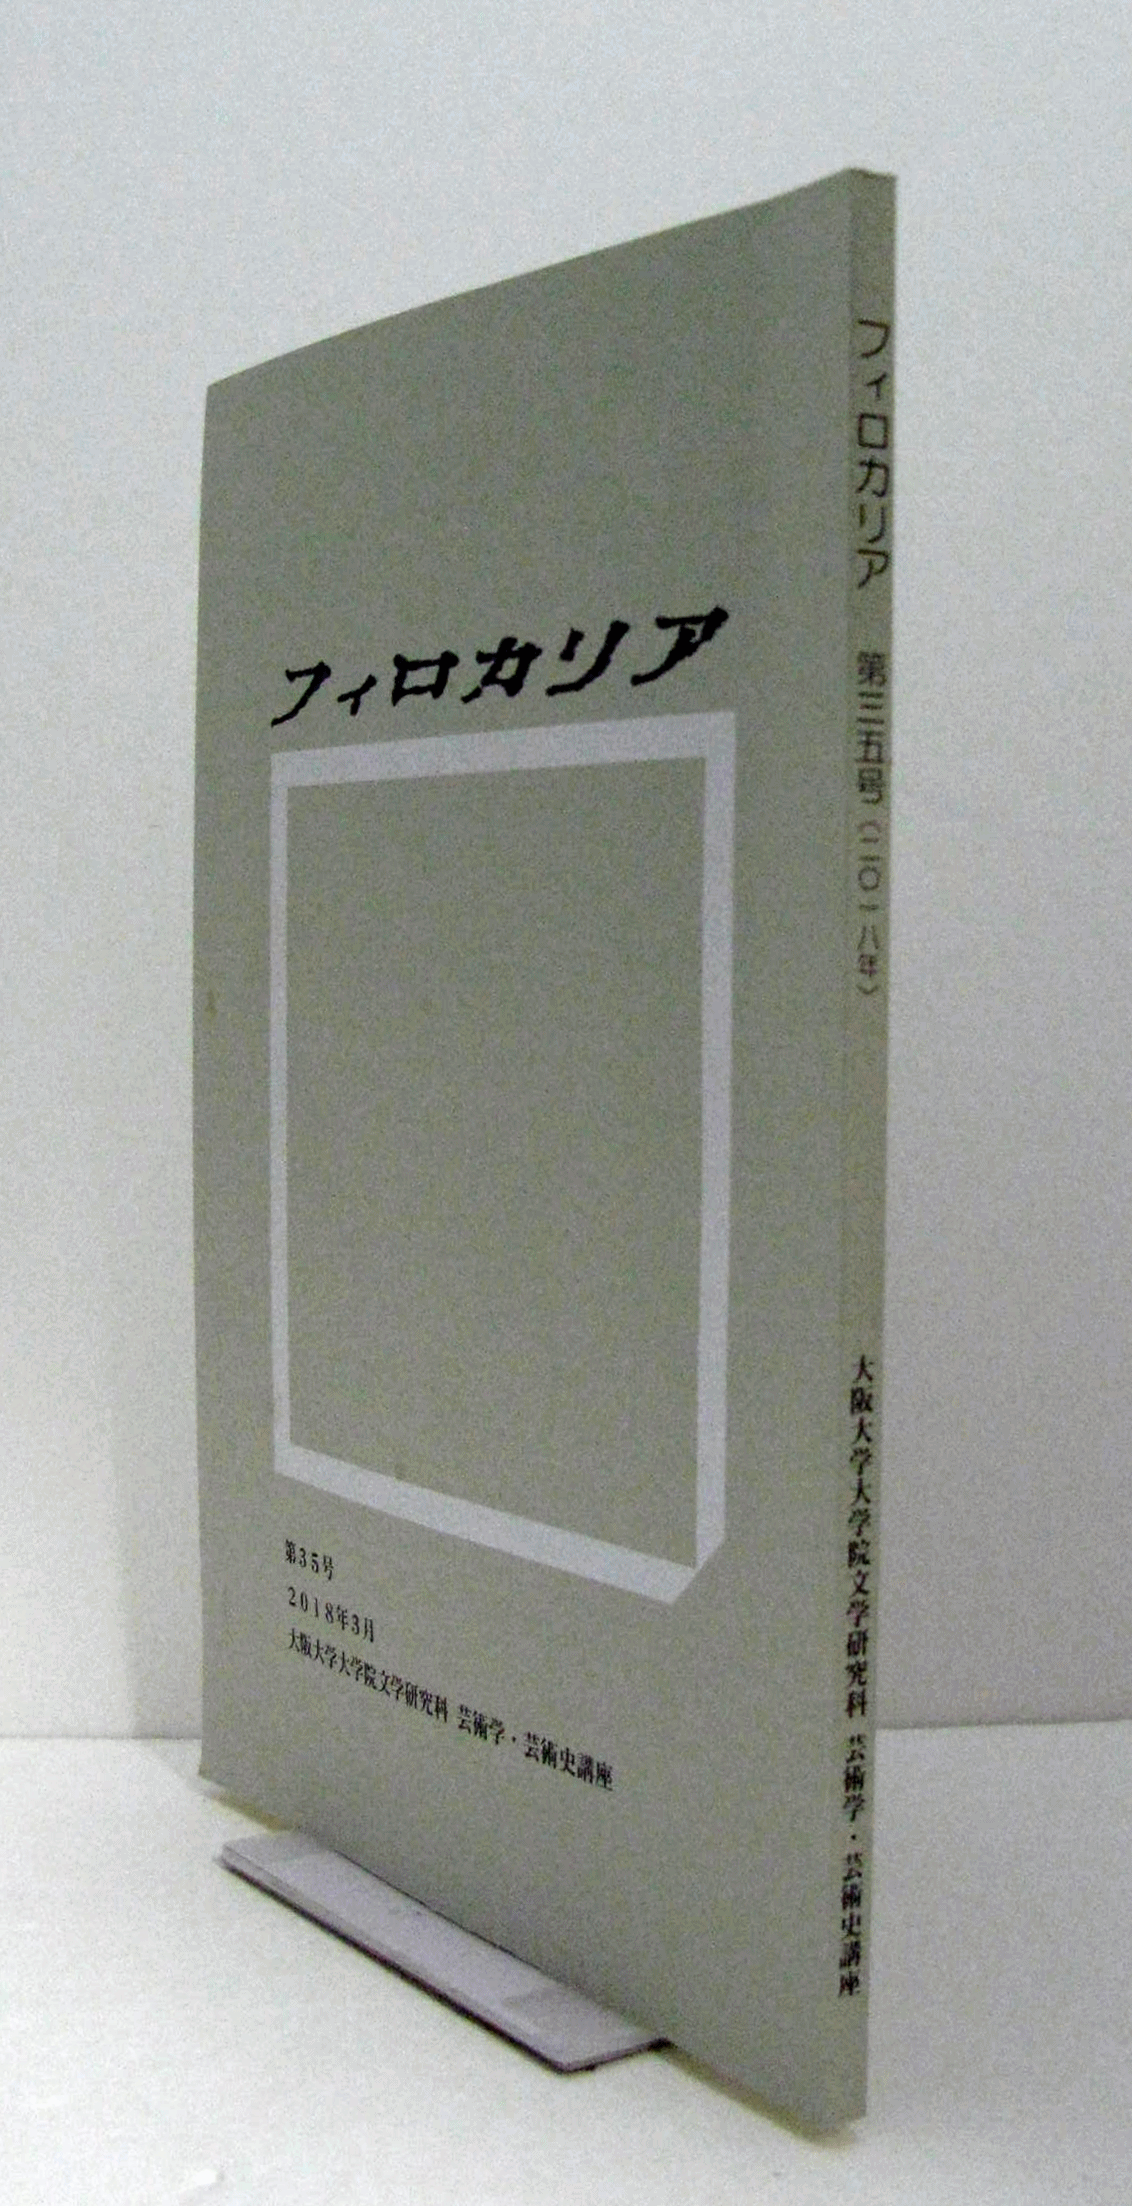 フィロカリア
第35号
2018年3月
大阪大学大学院文学研究科 芸術学・芸術史講座
フィロカリア 第三五号（二〇一八年） 大阪大学大学院文学研究科 芸術学・芸術史講座